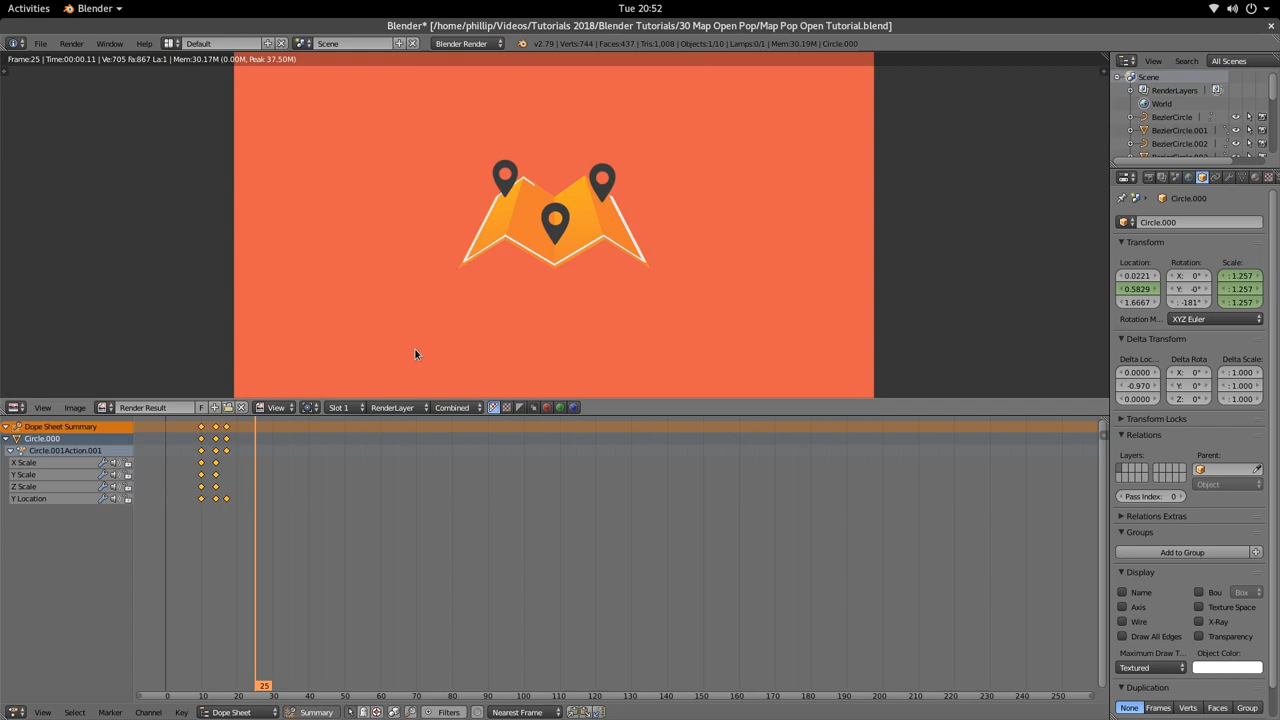 Activities Blender Tue 20:52
Blender* [/home/phillip/Videos/Tutorials 2018/Blender Tutorials/30 Map Open Pop/Map Pop Open Tutorial.blend]
File Render Window Help Default Scene Blender Render v2.79 | Verts:744 | Faces:437 | Tris:1,008 | Objects:1/10 | Lamps:0/1 | Mem:30.19M | Circle.000
Frame:25 | Time:00:00.11 | Ve:705 Fa:867 La:1 | Mem:30.17M (0.00M, Peak 37.50M)
View Search All Scenes
Scene
RenderLayers
World
BezierCircle
BezierCircle.001
BezierCircle.002
Circle.000
Circle.000
Transform
Location: Rotation: Scale:
0.0221 X: 0° : 1.257
0.5829 Y: -0° : 1.257
1.6667 : -181° : 1.257
Rotation M... XYZ Euler
Delta Transform
Delta Loc... Delta Rota Delta Scale:
0.0000 X: 0° : 1.000
-0.970 Y: 0° : 1.000
0.0000 Z: 0° : 1.000
Transform Locks
Relations
Layers: Parent:
Object
Pass Index: 0
Relations Extras
Groups
Add to Group
Display
Name Bou Box
Axis Texture Space
Wire X-Ray
Draw All Edges Transparency
Maximum Draw T... Object Color:
Textured
Duplication
None Frames Verts Faces Group
View Image Render Result F View Slot 1 RenderLayer Combined
Dope Sheet Summary
Circle.000
Circle.001Action.001
X Scale
Y Scale
Z Scale
Y Location
25
0 10 20 30 40 50 60 70 80 90 100 110 120 130 140 150 160 170 180 190 200 210 220 230 240 250
View Select Marker Channel Key Dope Sheet Summary Filters Nearest Frame